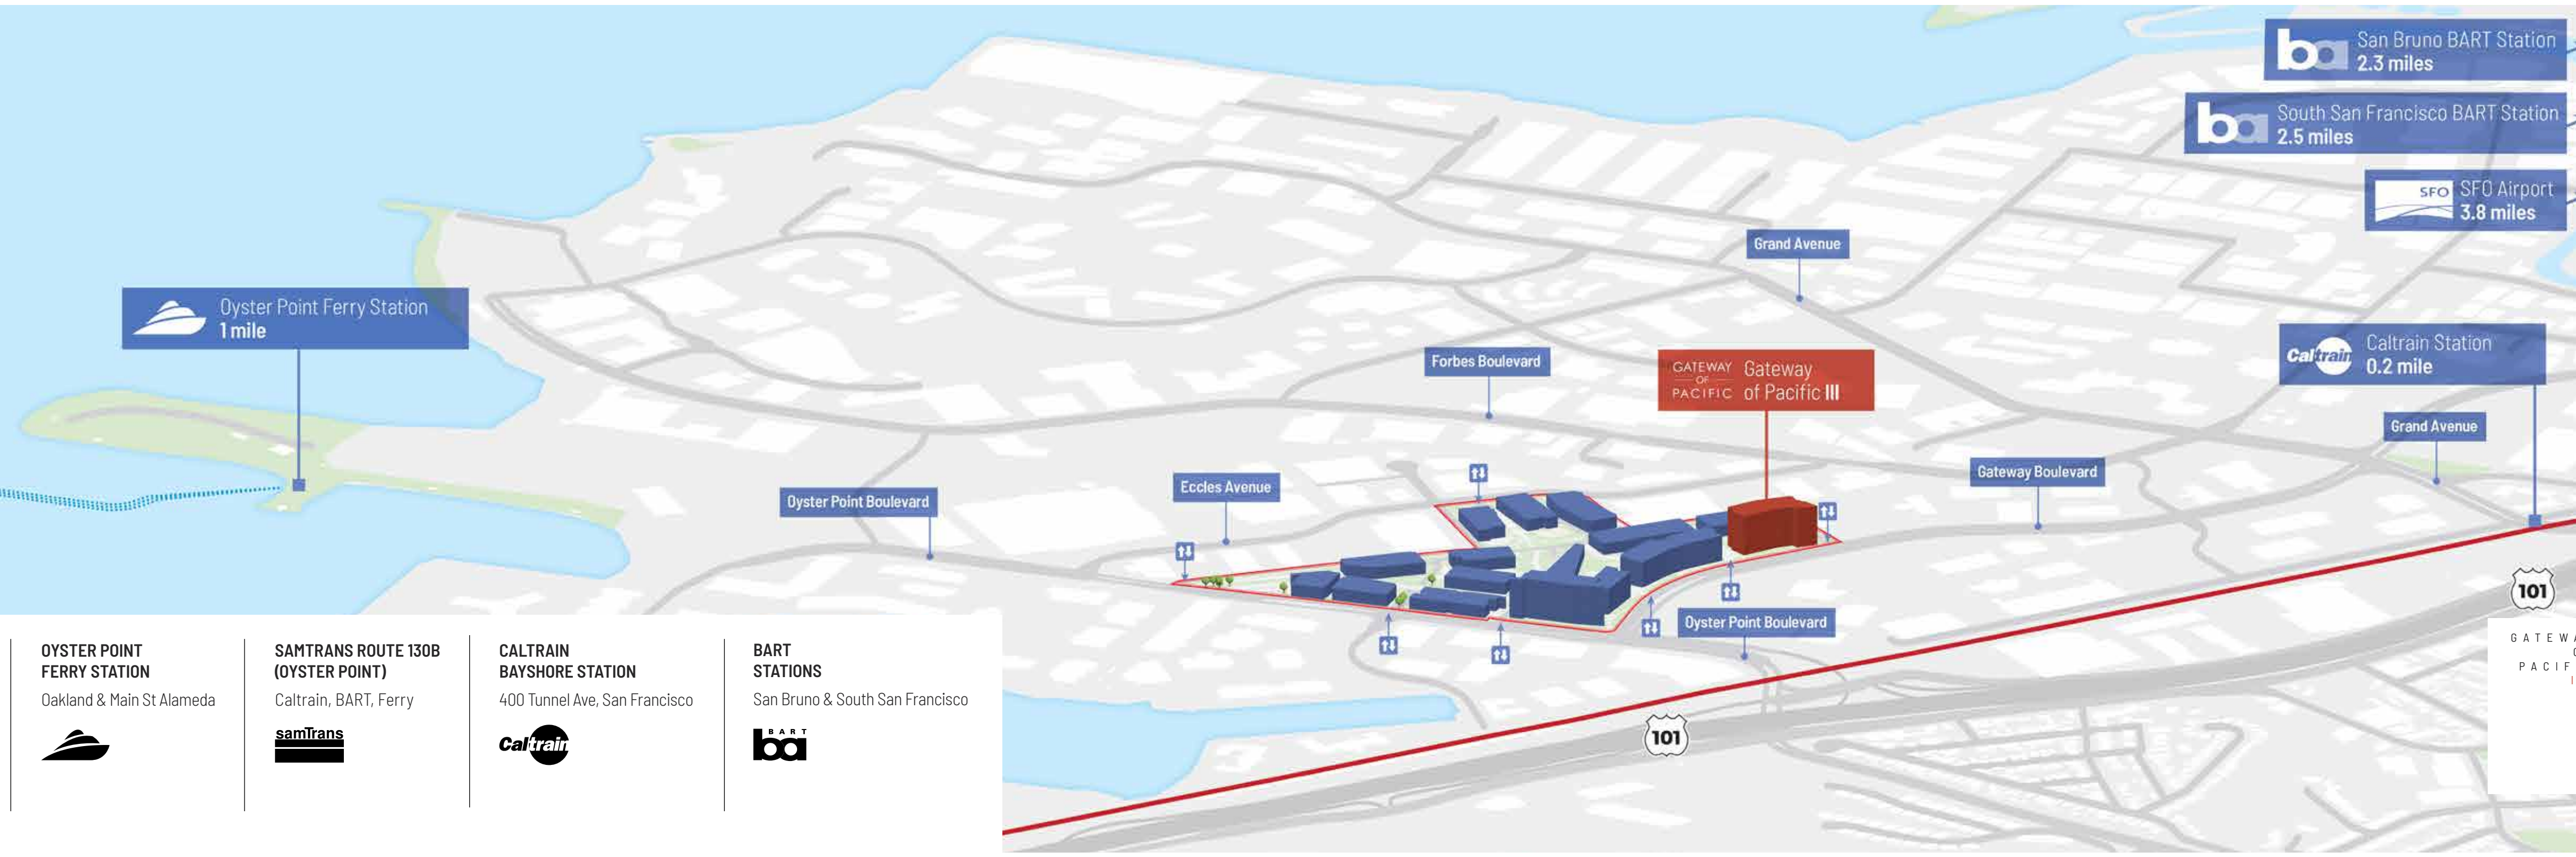 San Bruno BART Station
2.3 miles
South San Francisco BART Station
2.5 miles
SFO
SFO Airport
3.8 miles
Grand Avenue
Oyster Point Ferry Station
1 mile
Caltrain
Caltrain Station
0.2 mile
Forbes Boulevard
GATEWAY
OF
PACIFIC
Gateway
of Pacific III
Grand Avenue
Gateway Boulevard
Eccles Avenue
Oyster Point Boulevard
101
Oyster Point Boulevard
101
OYSTER POINT
FERRY STATION
Oakland & Main St Alameda
SAMTRANS ROUTE 130B
(OYSTER POINT)
Caltrain, BART, Ferry
samTrans
CALTRAIN
BAYSHORE STATION
400 Tunnel Ave, San Francisco
Caltrain
BART
STATIONS
San Bruno & South San Francisco
BART
ba
GATEW
PACIF